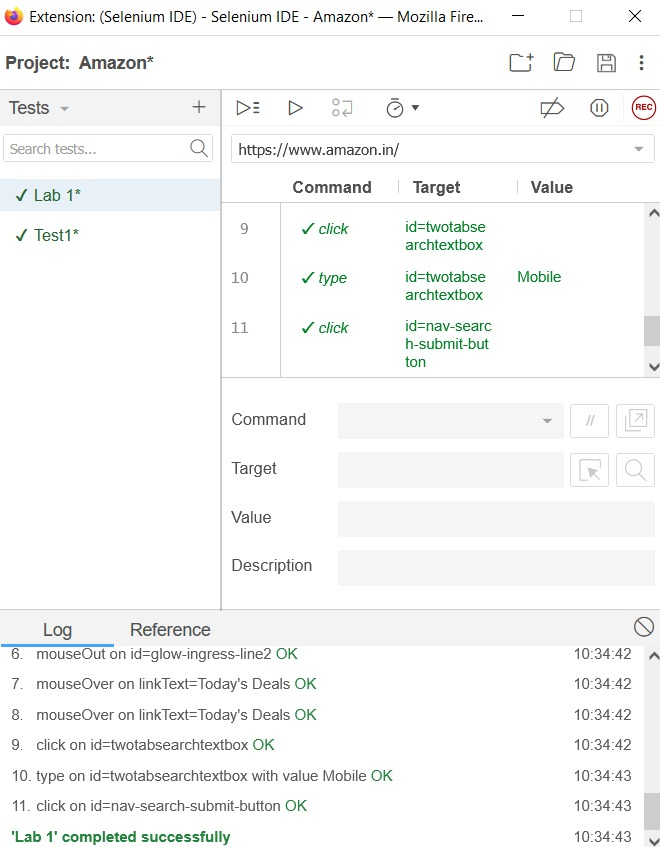 Extension: (Selenium IDE) - Selenium IDE - Amazon* — Mozilla Fire...
Project: Amazon*
Tests
Search tests...
✓ Lab 1*
✓ Test1*
REC
https://www.amazon.in/
Command Target Value
9 ✓ click id=twotabse
archtextbox
10 ✓ type id=twotabse Mobile
archtextbox
11 ✓ click id=nav-searc
h-submit-but
ton
Command //
Target
Value
Description
Log Reference
6. mouseOut on id=glow-ingress-line2 OK 10:34:42
7. mouseOver on linkText=Today's Deals OK 10:34:42
8. mouseOver on linkText=Today's Deals OK 10:34:42
9. click on id=twotabsearchtextbox OK 10:34:42
10. type on id=twotabsearchtextbox with value Mobile OK 10:34:43
11. click on id=nav-search-submit-button OK 10:34:43
'Lab 1' completed successfully 10:34:43